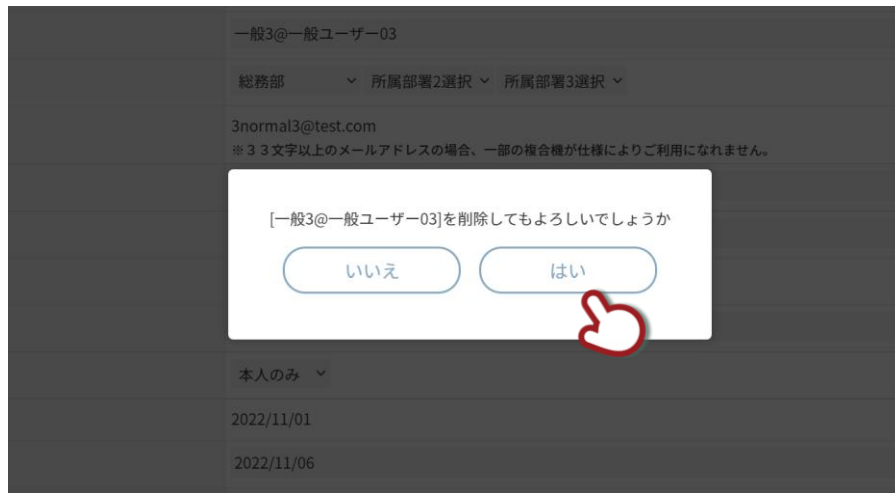 一般3@一般ユーザー03
総務部 所属部署2選択 所属部署3選択
3normal3@test.com
※３３文字以上のメールアドレスの場合、一部の複合機が仕様によりご利用になれません。
[一般3@一般ユーザー03]を削除してもよろしいでしょうか
いいえ はい
本人のみ
2022/11/01
2022/11/06